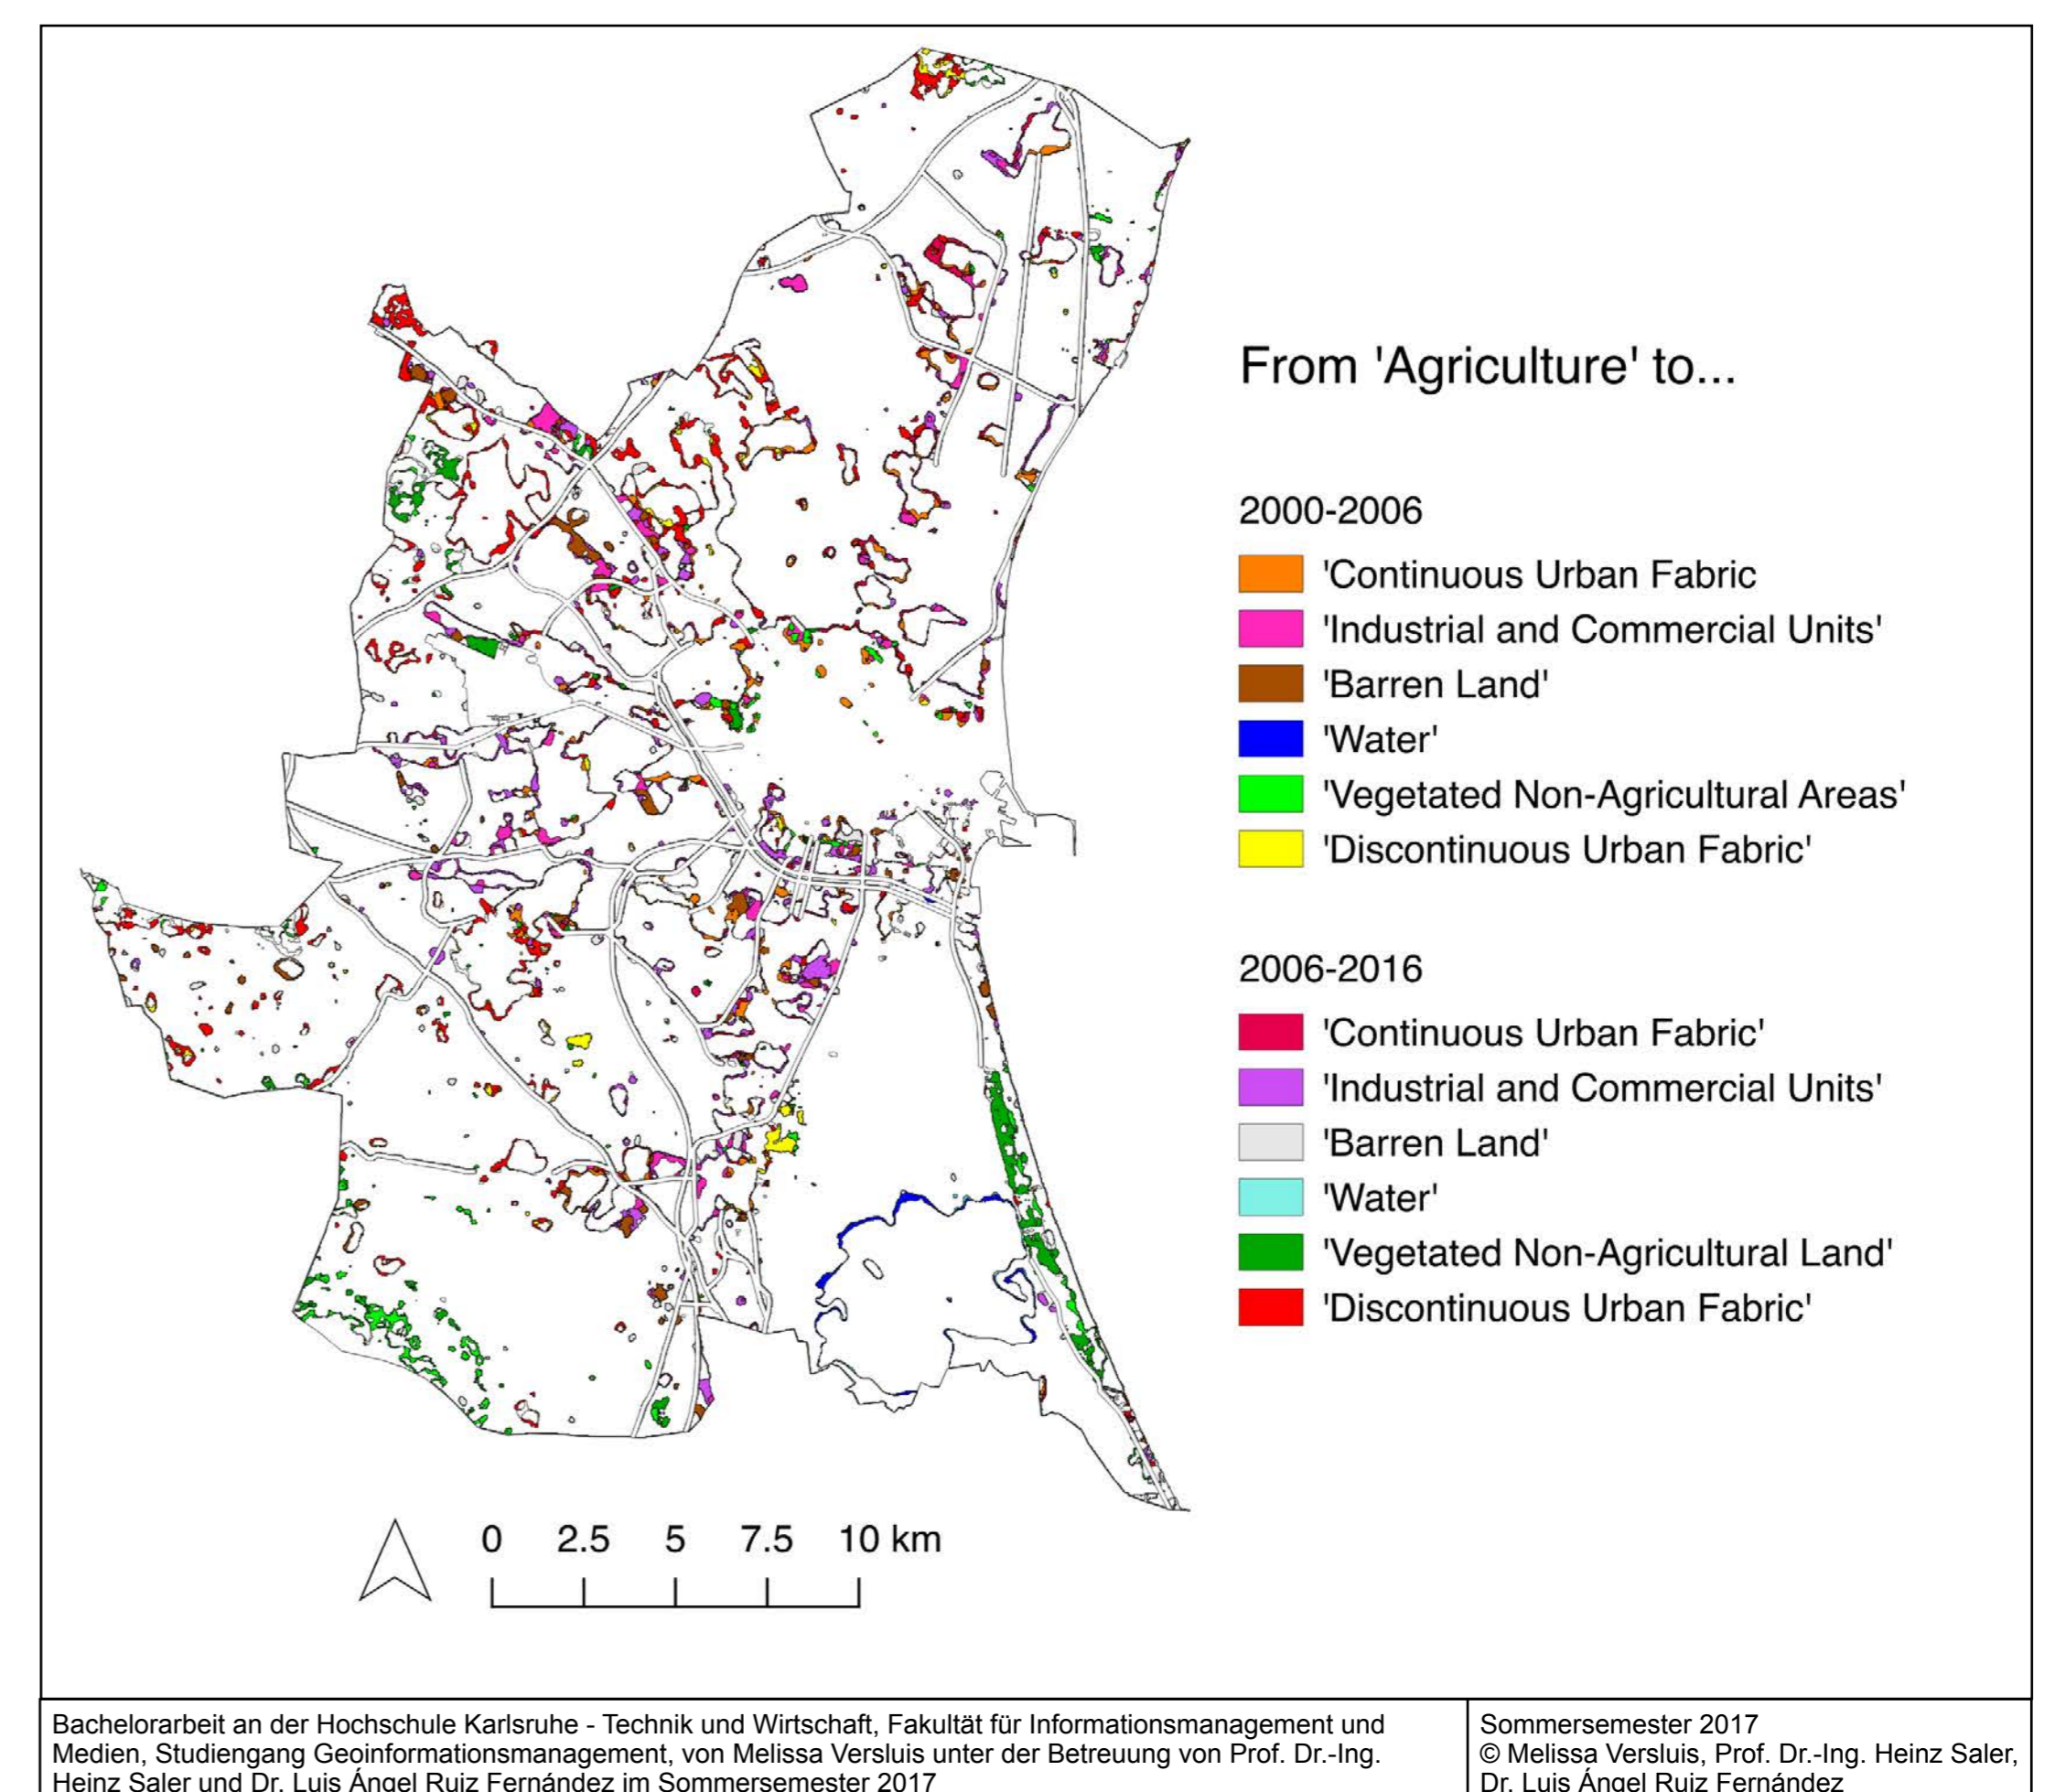 From 'Agriculture' to...
2000-2006
'Continuous Urban Fabric
'Industrial and Commercial Units'
'Barren Land'
'Water'
'Vegetated Non-Agricultural Areas'
'Discontinuous Urban Fabric'
2006-2016
'Continuous Urban Fabric'
'Industrial and Commercial Units'
'Barren Land'
'Water'
'Vegetated Non-Agricultural Land'
'Discontinuous Urban Fabric'
0 2.5 5 7.5 10 km
Bachelorarbeit an der Hochschule Karlsruhe - Technik und Wirtschaft, Fakultät für Informationsmanagement und
Medien, Studiengang Geoinformationsmanagement, von Melissa Versluis unter der Betreuung von Prof. Dr.-Ing.
Heinz Saler und Dr. Luis Ángel Ruiz Fernández im Sommersemester 2017
Sommersemester 2017
© Melissa Versluis, Prof. Dr.-Ing. Heinz Saler,
Dr. Luis Ángel Ruiz Fernández